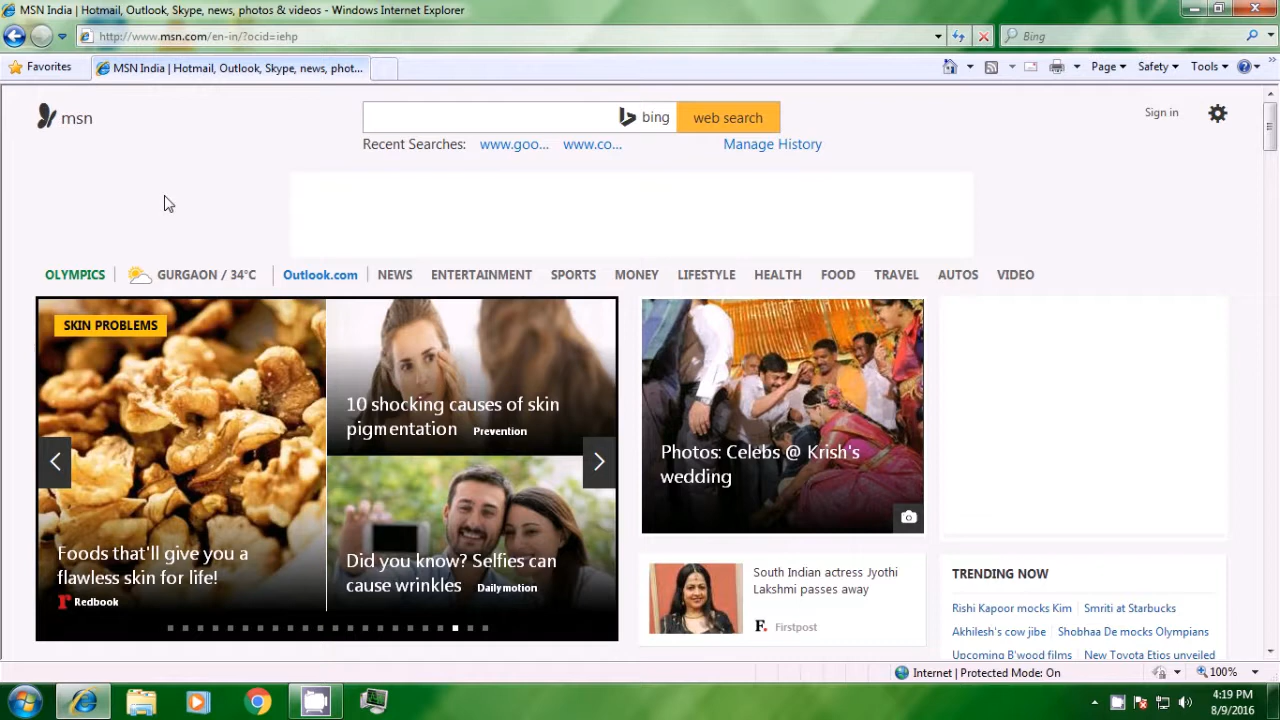 MSN India | Hotmail, Outlook, Skype, news, photos & videos - Windows Internet Explorer
http://www.msn.com/en-in/?ocid=iehp
Bing
Favorites
MSN India | Hotmail, Outlook, Skype, news, phot...
Page
Safety
Tools
msn
bing
web search
Sign in
Recent Searches: www.goo... www.co... Manage History
OLYMPICS GURGAON / 34°C Outlook.com NEWS ENTERTAINMENT SPORTS MONEY LIFESTYLE HEALTH FOOD TRAVEL AUTOS VIDEO
SKIN PROBLEMS
Foods that'll give you a
flawless skin for life!
Redbook
10 shocking causes of skin
pigmentation Prevention
Did you know? Selfies can
cause wrinkles Dailymotion
Photos: Celebs @ Krish's
wedding
South Indian actress Jyothi
Lakshmi passes away
F. Firstpost
TRENDING NOW
Rishi Kapoor mocks Kim Smriti at Starbucks
Akhilesh's cow jibe Shobhaa De mocks Olympians
Upcoming B'wood films New Toyota Etios unveiled
Internet | Protected Mode: On
100%
4:19 PM
8/9/2016